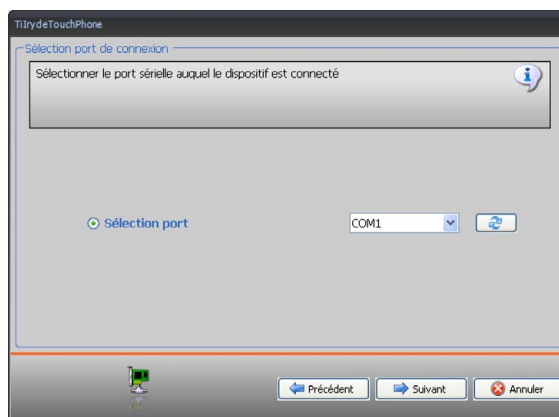 TiIrydeTouchPhone
Sélection port de connexion
Sélectionner le port sérielle auquel le dispositif est connecté
Sélection port
COM1
Précédent
Suivant
Annuler